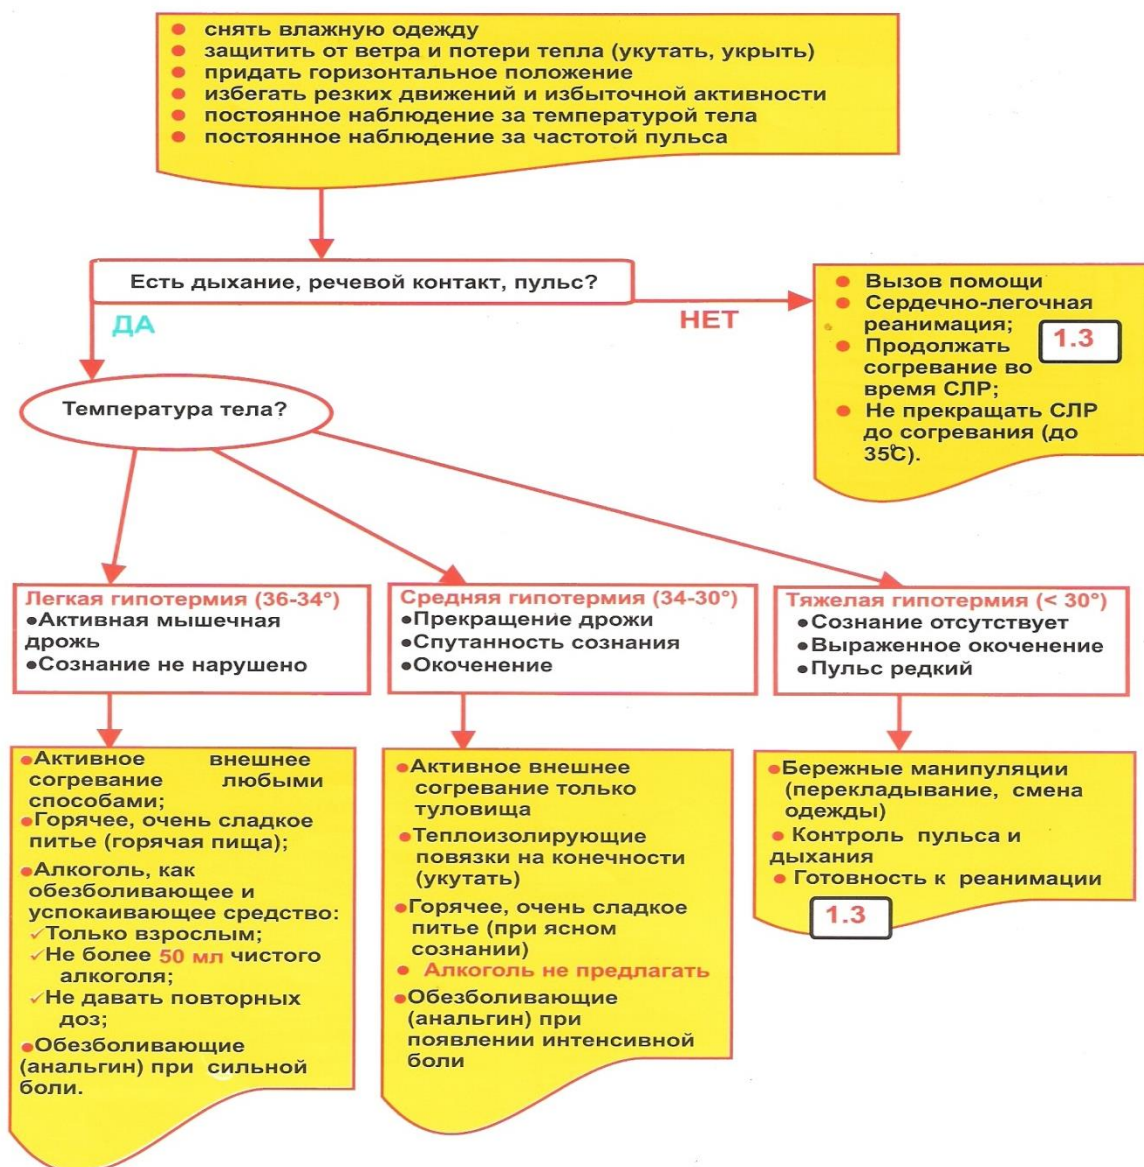 ● снять влажную одежду
● защитить от ветра и потери тепла (укутать, укрыть)
● придать горизонтальное положение
● избегать резких движений и избыточной активности
● постоянное наблюдение за температурой тела
● постоянное наблюдение за частотой пульса
Есть дыхание, речевой контакт, пульс?
ДА
НЕТ
● Вызов помощи
● Сердечно-легочная
реанимация;
1.3
● Продолжать
согревание во
время СЛР;
● Не прекращать СЛР
до согревания (до
35°С).
Температура тела?
Легкая гипотермия (36-34°)
●Активная мышечная
дрожь
●Сознание не нарушено
Средняя гипотермия (34-30°)
●Прекращение дрожи
●Спутанность сознания
●Окоченение
Тяжелая гипотермия (< 30°)
●Сознание отсутствует
●Выраженное окоченение
●Пульс редкий
●Активное внешнее
согревание любыми
способами;
●Горячее, очень сладкое
питье (горячая пища);
●Алкоголь, как
обезболивающее и
успокаивающее средство:
✓Только взрослым;
✓Не более 50 мл чистого
алкоголя;
✓Не давать повторных
доз;
●Обезболивающие
(анальгин) при сильной
боли.
●Активное внешнее
согревание только
туловища
●Теплоизолирующие
повязки на конечности
(укутать)
●Горячее, очень сладкое
питье (при ясном
сознании)
● Алкоголь не предлагать
●Обезболивающие
(анальгин) при
появлении интенсивной
боли
●Бережные манипуляции
(перекладывание, смена
одежды)
● Контроль пульса и
дыхания
● Готовность к реанимации
1.3